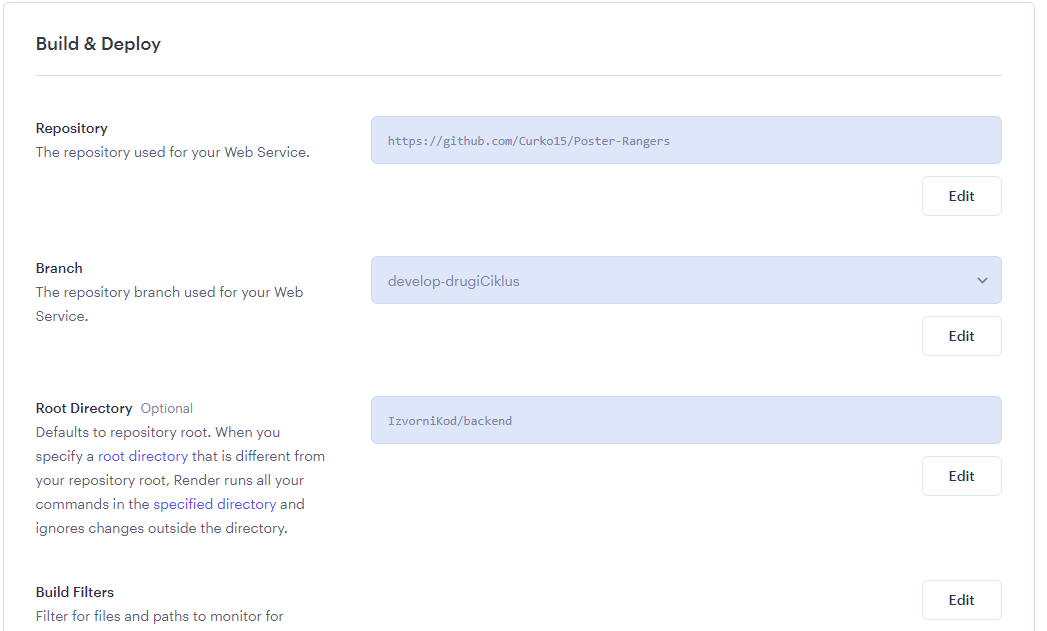 Build & Deploy
Repository
The repository used for your Web Service.
https://github.com/Curko15/Poster-Rangers
Edit
Branch
The repository branch used for your Web
Service.
develop-drugiCiklus
Edit
Root Directory Optional
Defaults to repository root. When you
specify a root directory that is different from
your repository root, Render runs all your
commands in the specified directory and
ignores changes outside the directory.
IzvorniKod/backend
Edit
Build Filters
Filter for files and paths to monitor for
Edit